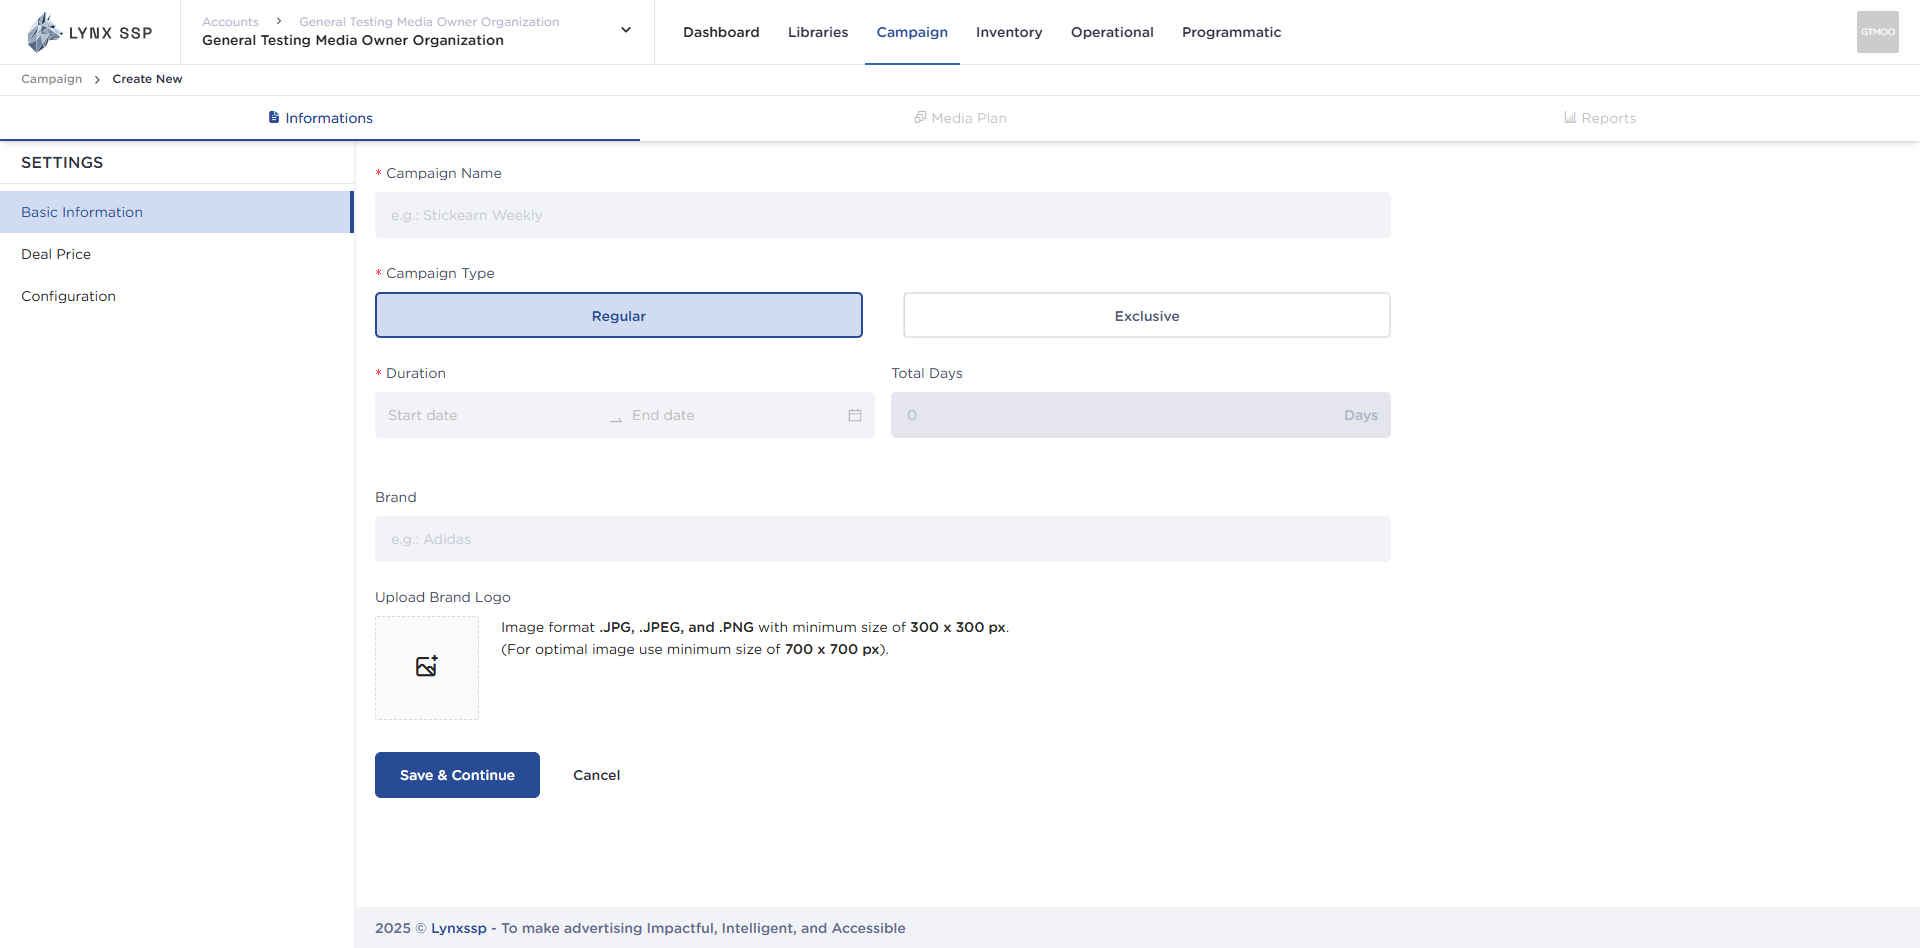 LYNX SSP
Accounts > General Testing Media Owner Organization
General Testing Media Owner Organization
Dashboard Libraries Campaign Inventory Operational Programmatic
GTMOO
Campaign > Create New
Informations Media Plan Reports
SETTINGS
Basic Information
Deal Price
Configuration
* Campaign Name
e.g.: Stickearn Weekly
* Campaign Type
Regular Exclusive
* Duration Total Days
Start date → End date 0 Days
Brand
e.g.: Adidas
Upload Brand Logo
Image format .JPG, .JPEG, and .PNG with minimum size of 300 x 300 px.
(For optimal image use minimum size of 700 x 700 px).
Save & Continue Cancel
2025 © Lynxssp - To make advertising Impactful, Intelligent, and Accessible